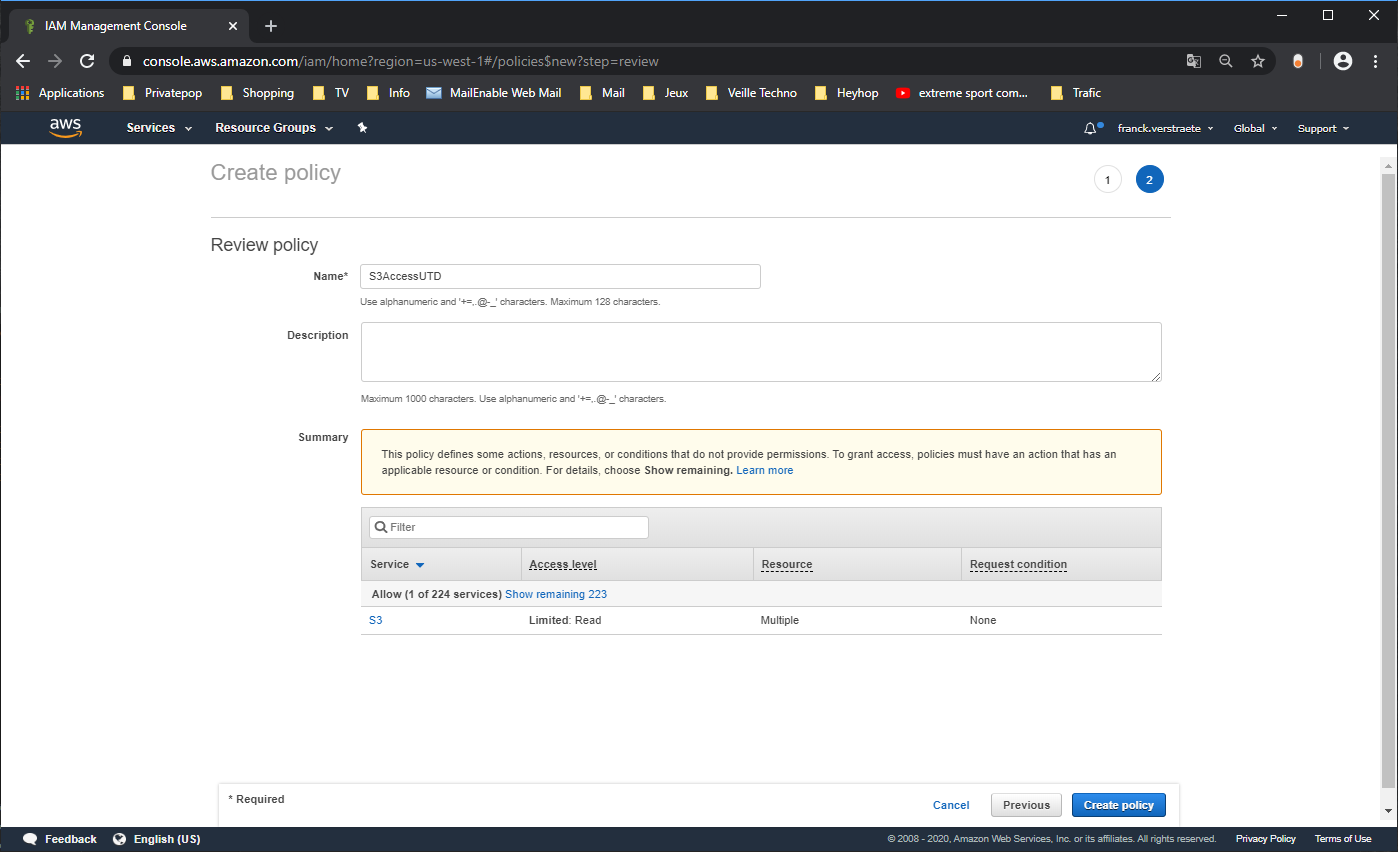 IAM Management Console
console.aws.amazon.com/iam/home?region=us-west-1#/policies$new?step=review
Applications Privatepop Shopping TV Info MailEnable Web Mail Mail Jeux Veille Techno Heyhop extreme sport com... Trafic
aws Services Resource Groups franck.verstraete Global Support
Create policy
1 2
Review policy
Name* S3AccessUTD
Use alphanumeric and '+=,.@-_' characters. Maximum 128 characters.
Description
Maximum 1000 characters. Use alphanumeric and '+=,.@-_' characters.
Summary
This policy defines some actions, resources, or conditions that do not provide permissions. To grant access, policies must have an action that has an
applicable resource or condition. For details, choose Show remaining. Learn more
Filter
Service Access level Resource Request condition
Allow (1 of 224 services) Show remaining 223
S3 Limited: Read Multiple None
* Required Cancel Previous Create policy
Feedback English (US) © 2008 - 2020, Amazon Web Services, Inc. or its affiliates. All rights reserved. Privacy Policy Terms of Use